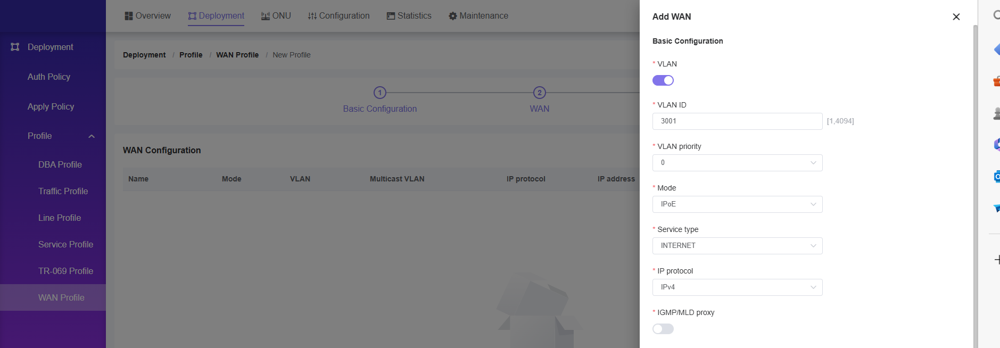 Overview Deployment ONU Configuration Statistics Maintenance
Deployment
Auth Policy
Apply Policy
Profile
DBA Profile
Traffic Profile
Line Profile
Service Profile
TR-069 Profile
WAN Profile
Deployment / Profile / WAN Profile / New Profile
1 2
Basic Configuration WAN
WAN Configuration
Name Mode VLAN Multicast VLAN IP protocol IP address
Add WAN
Basic Configuration
* VLAN
* VLAN ID
3001 [1,4094]
* VLAN priority
0
* Mode
IPoE
* Service type
INTERNET
* IP protocol
IPv4
* IGMP/MLD proxy